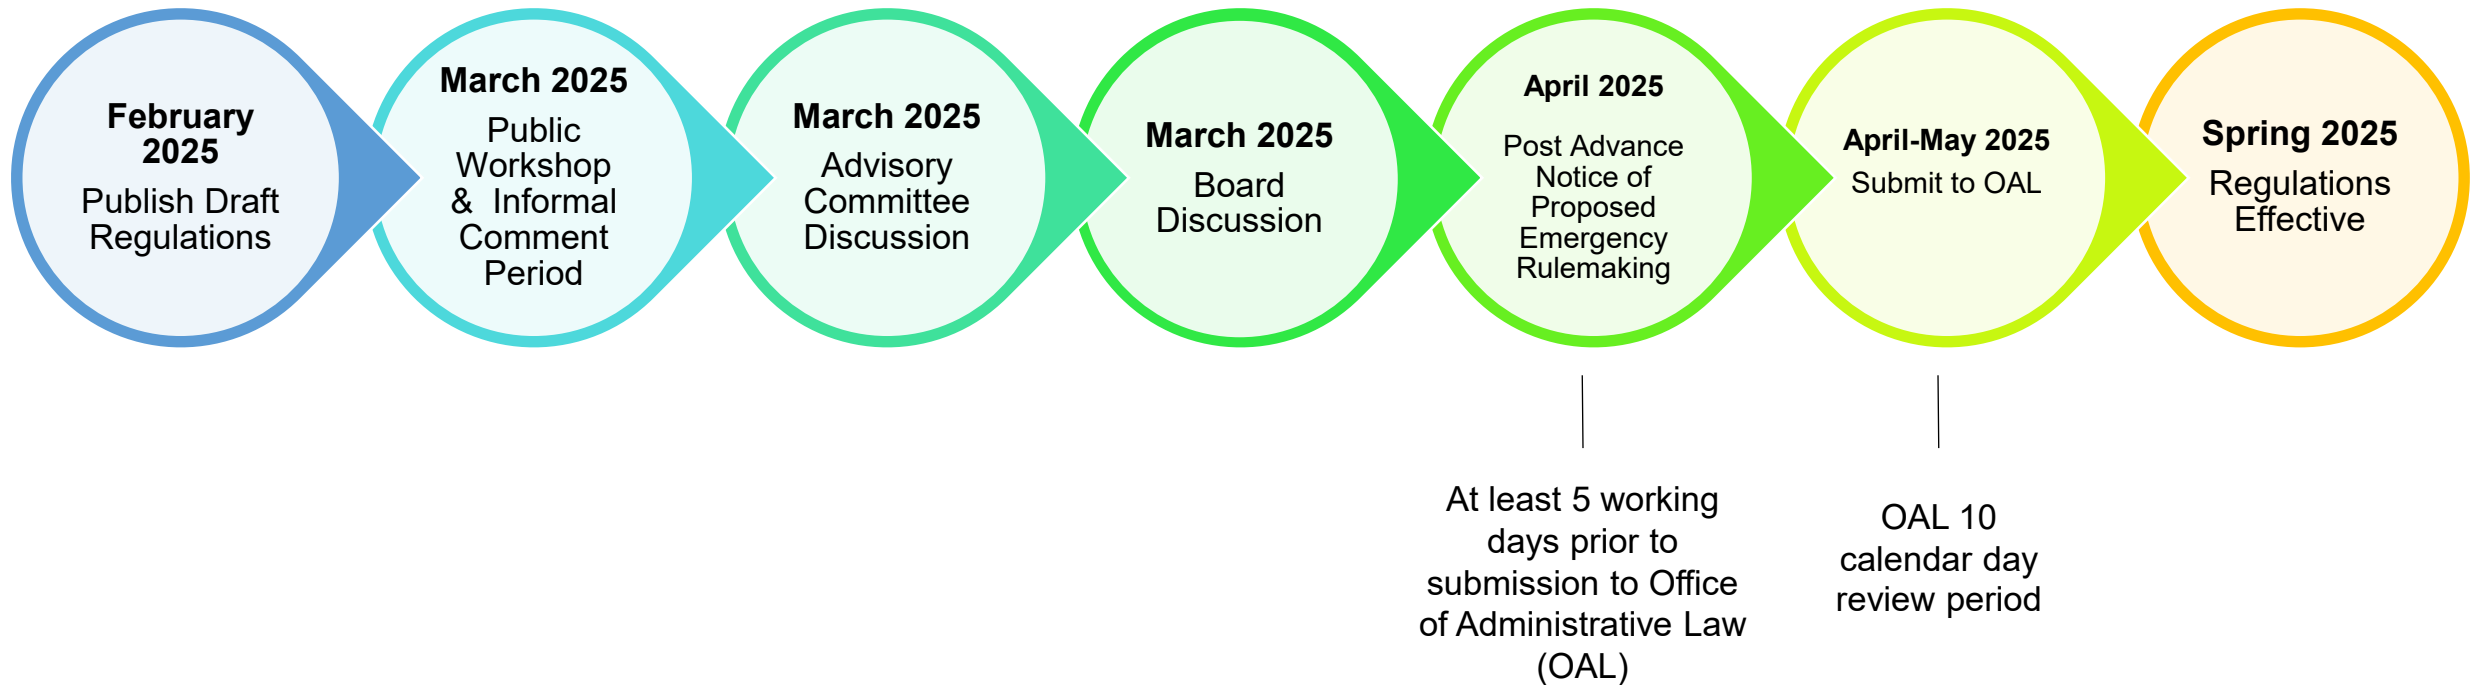 February
2025
Publish Draft
Regulations
March 2025
Public
Workshop
& Informal
Comment
Period
March 2025
Advisory
Committee
Discussion
March 2025
Board
Discussion
April 2025
Post Advance
Notice of
Proposed
Emergency
Rulemaking
April-May 2025
Submit to OAL
Spring 2025
Regulations
Effective
At least 5 working
days prior to
submission to Office
of Administrative Law
(OAL)
OAL 10
calendar day
review period